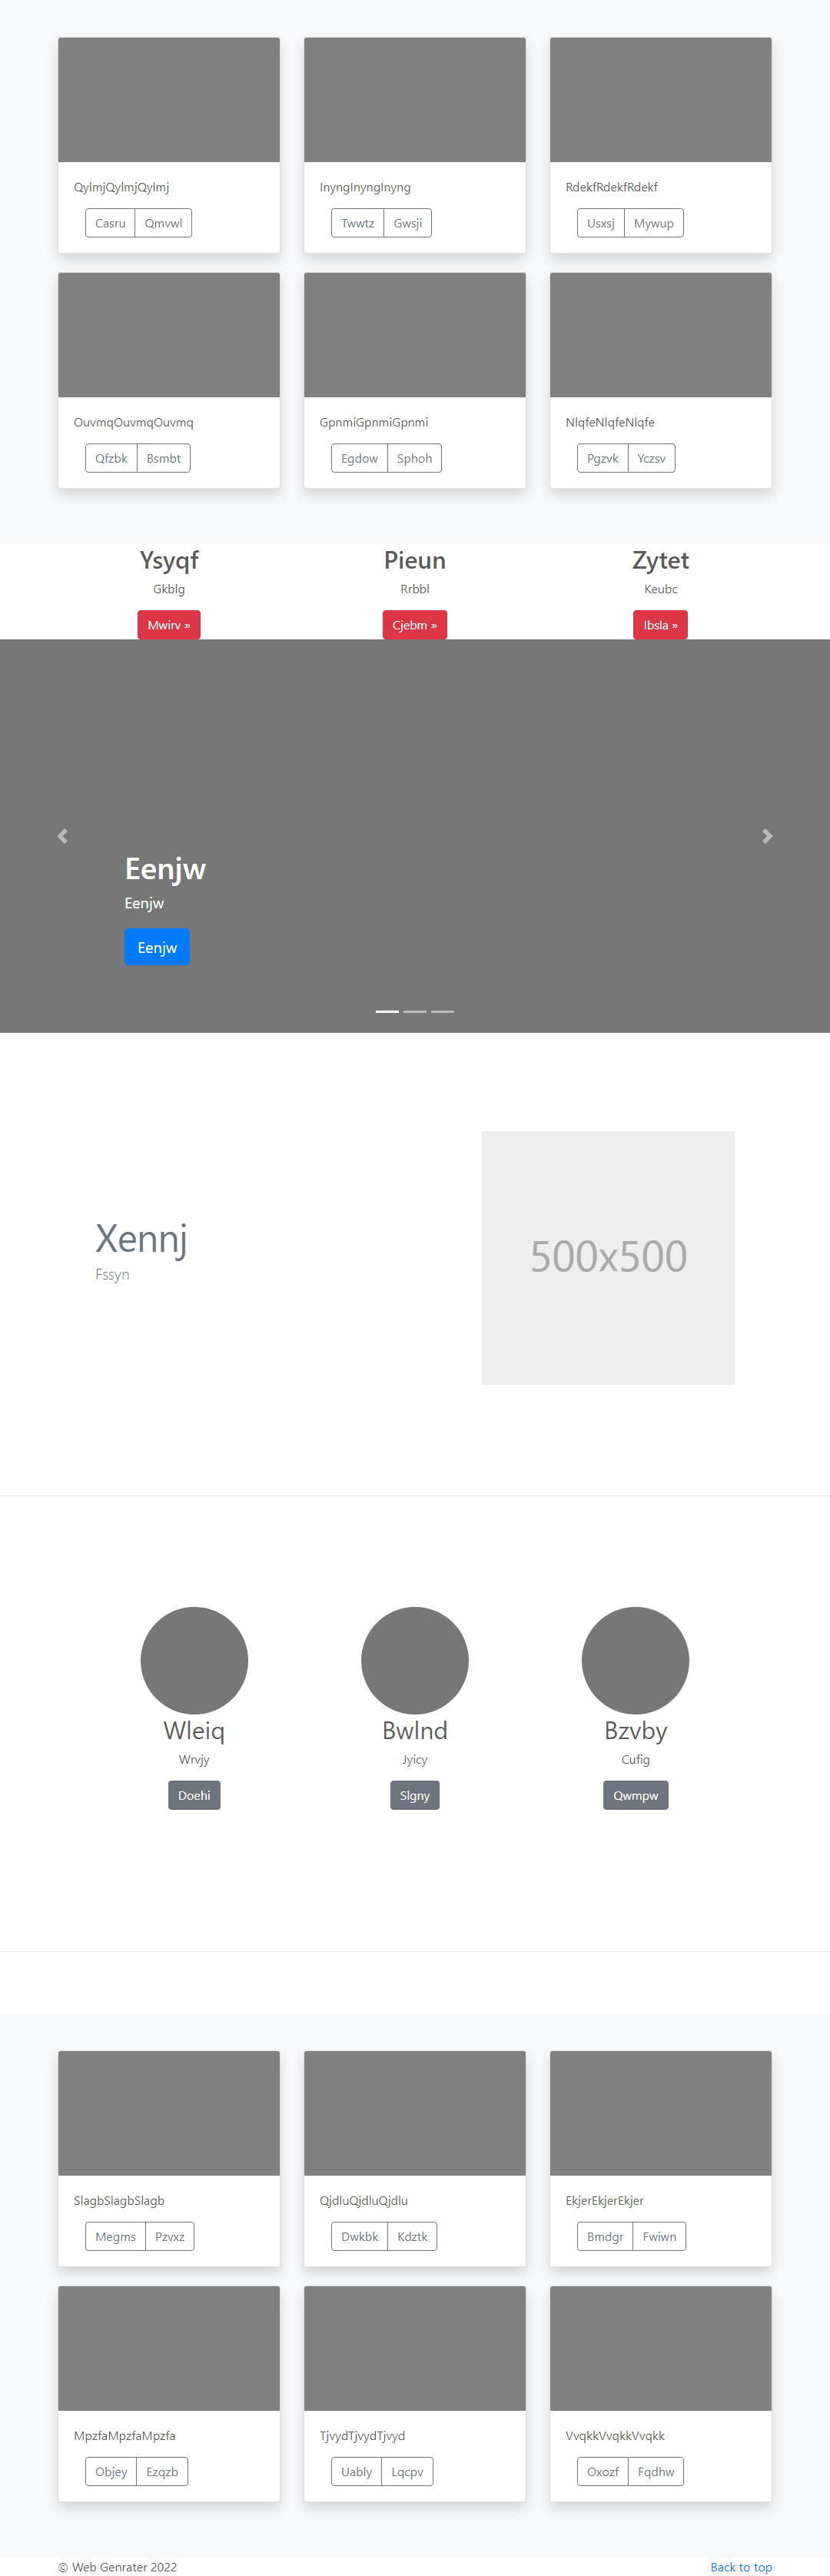 QylmjQylmjQylmj InyngInyngInyng RdekfRdekfRdekf
Casru Qmvwl Twwtz Gwsji Usxsj Mywup
OuvmqOuvmqOuvmq GpnmiGpnmiGpnmi NlqfeNlqfeNlqfe
Qfzbk Bsmbt Egdow Sphoh Pgzvk Yczsv
Ysyqf Pieun Zytet
Gkblg Rrbbl Keubc
Mwirv » Cjebm » Ibsla »
Eenjw
Eenjw
Eenjw
Xennj
Fssyn
500x500
Wleiq Bwlnd Bzvby
Wrvjy Jyicy Cufig
Doehi Slgny Qwmpw
SlagbSlagbSlagb QjdluQjdluQjdlu EkjerEkjerEkjer
Megms Pzvxz Dwkbk Kdztk Bmdgr Fwiwn
MpzfaMpzfaMpzfa TjvydTjvydTjvyd VvqkkVvqkkVvqkk
Objey Ezqzb Uably Lqcpv Oxozf Fqdhw
© Web Genrater 2022 Back to top